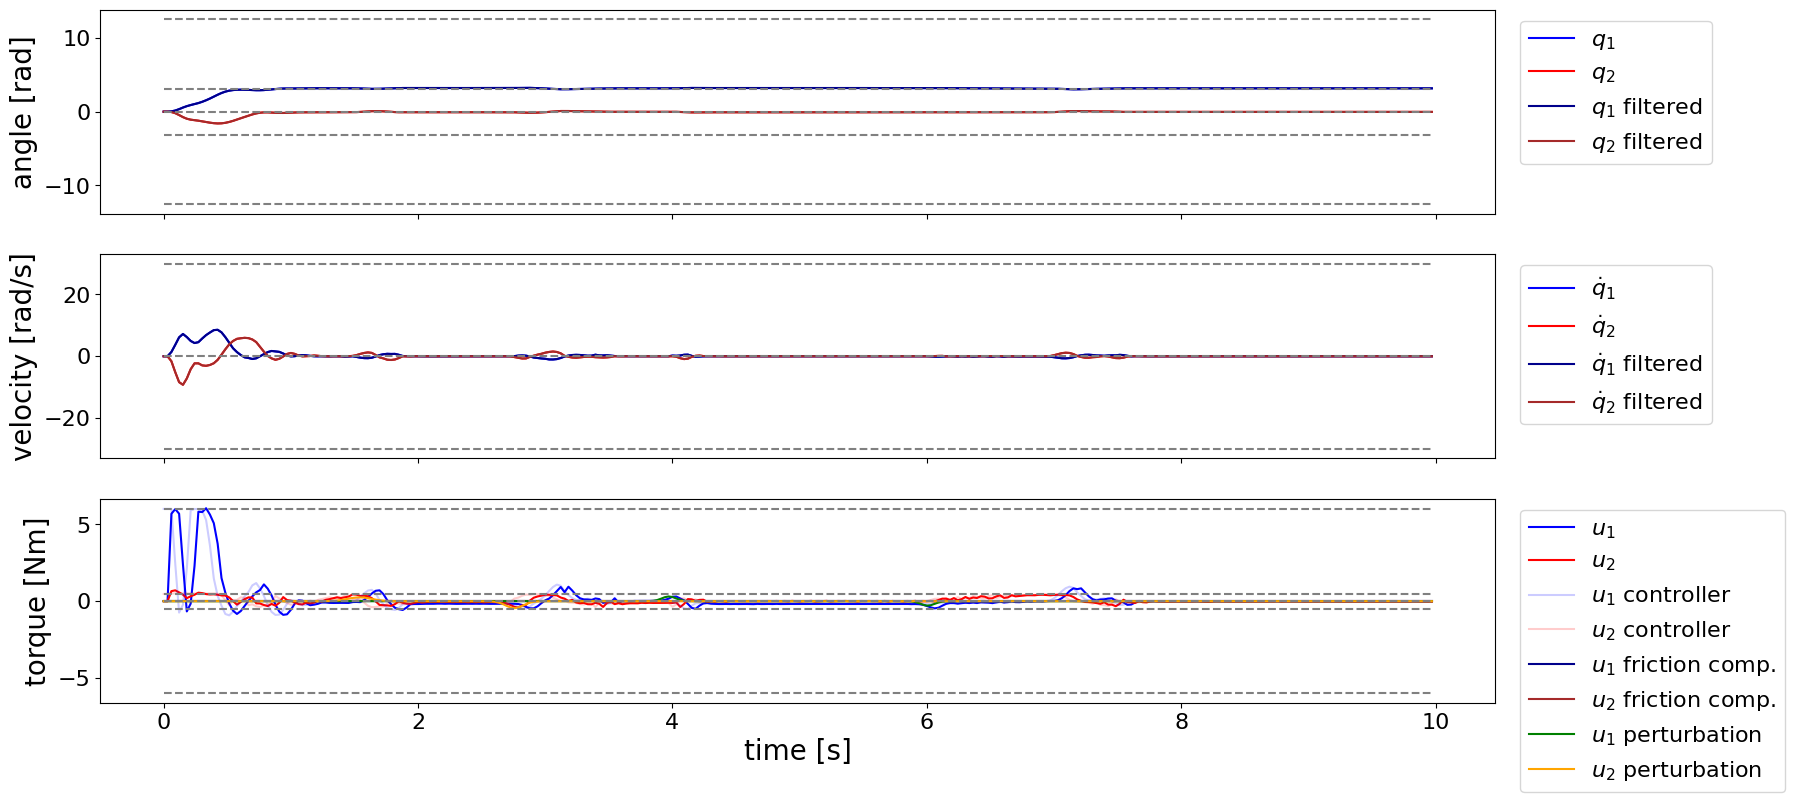 angle [rad]
10
0
−10
q₁
q₂
q₁ filtered
q₂ filtered
velocity [rad/s]
20
0
−20
q̇₁
q̇₂
q̇₁ filtered
q̇₂ filtered
torque [Nm]
5
0
−5
0 2 4 6 8 10
time [s]
u₁
u₂
u₁ controller
u₂ controller
u₁ friction comp.
u₂ friction comp.
u₁ perturbation
u₂ perturbation